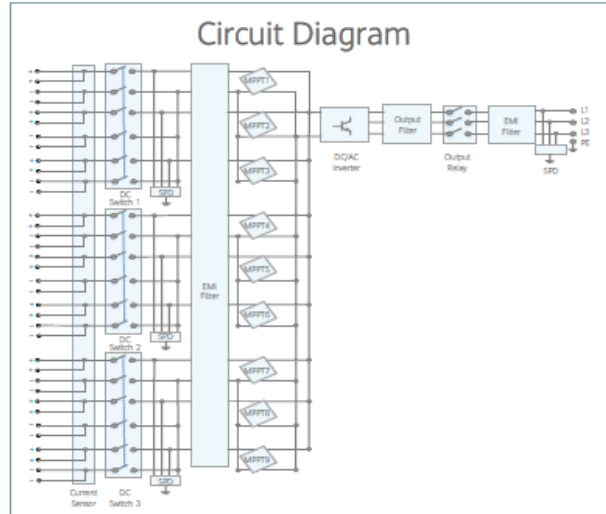 Circuit Diagram
MPPT1
MPPT2
MPPT3
SPD
DC
Switch 1
MPPT4
MPPT5
MPPT6
EMI
Filter
SPD
DC
Switch 2
MPPT7
MPPT8
MPPT9
SPD
Current
Sensor
DC
Switch 3
DC/AC
Inverter
Output
Filter
Output
Relay
EMI
Filter
L1
L2
L3
PE
SPD